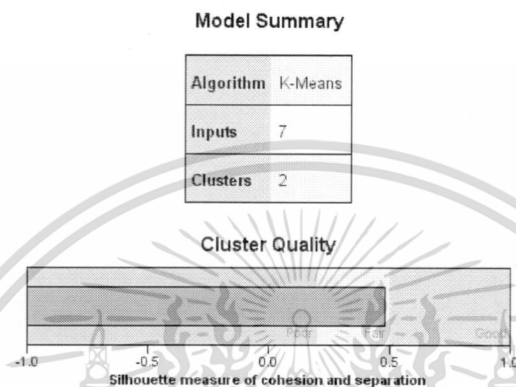 Model Summary
Algorithm K-Means
Inputs 7
Clusters 2
Cluster Quality
Poor Fair Good
-1.0 -0.5 0.0 0.5 1.0
Silhouette measure of cohesion and separation